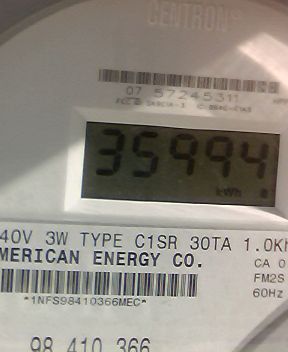 CENTRON®
07 57245311
35994
kWh
40V 3W TYPE C1SR 30TA 1.0Kh
MERICAN ENERGY CO.
CA 0
FM2S
60Hz
*1NFS98410366MEC*
98 410 366